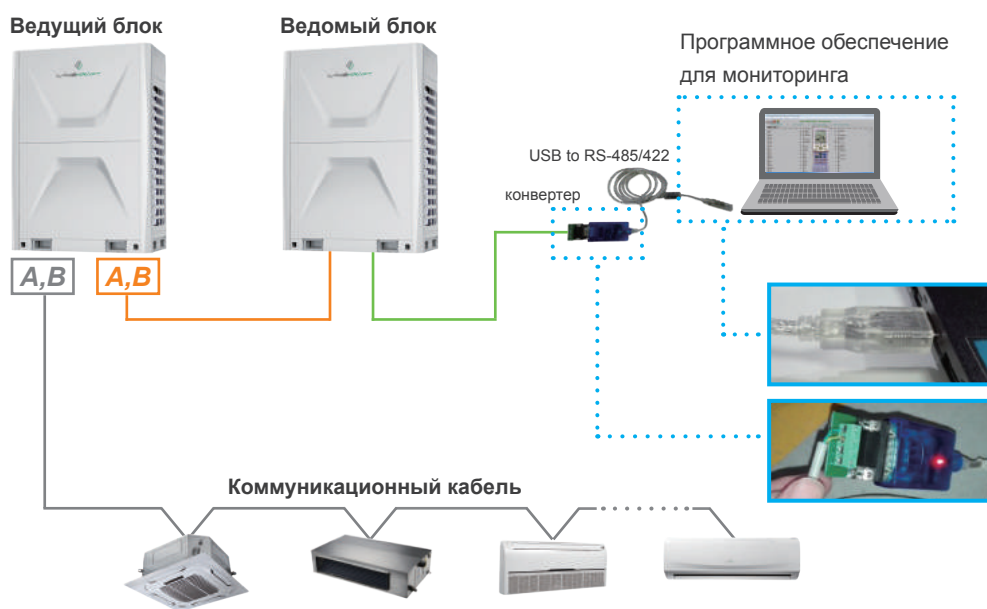 Ведущий блок
Ведомый блок
Программное обеспечение
для мониторинга
USB to RS-485/422
конвертер
A,B
A,B
Коммуникационный кабель